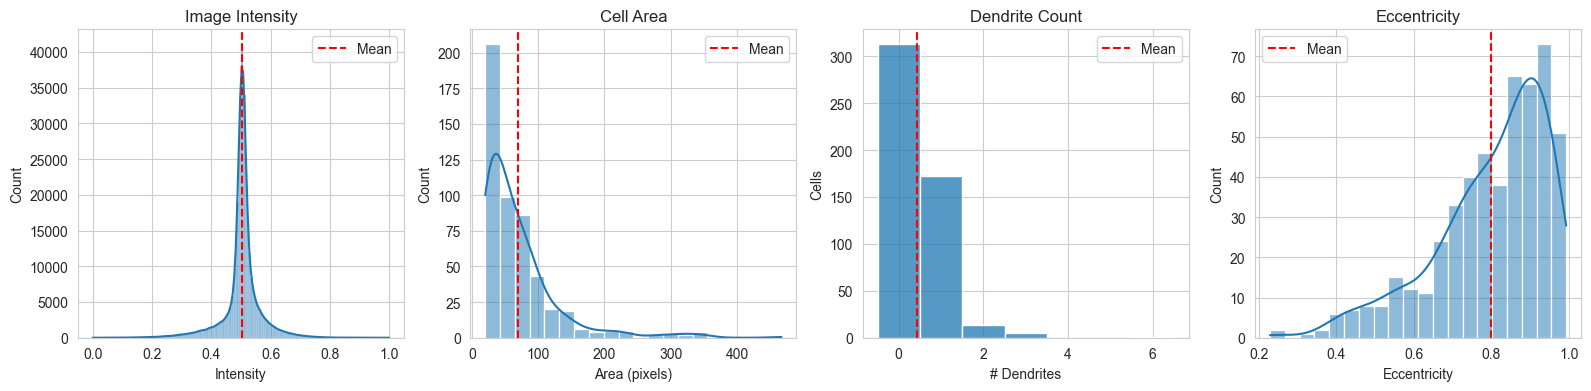 Image Intensity
Mean
40000
35000
30000
25000
20000
15000
10000
5000
0
Count
0.0 0.2 0.4 0.6 0.8 1.0
Intensity
Cell Area
Mean
200
175
150
125
100
75
50
25
0
Count
0 100 200 300 400
Area (pixels)
Dendrite Count
Mean
300
250
200
150
100
50
0
Cells
0 2 4 6
# Dendrites
Eccentricity
Mean
70
60
50
40
30
20
10
0
Count
0.2 0.4 0.6 0.8 1.0
Eccentricity